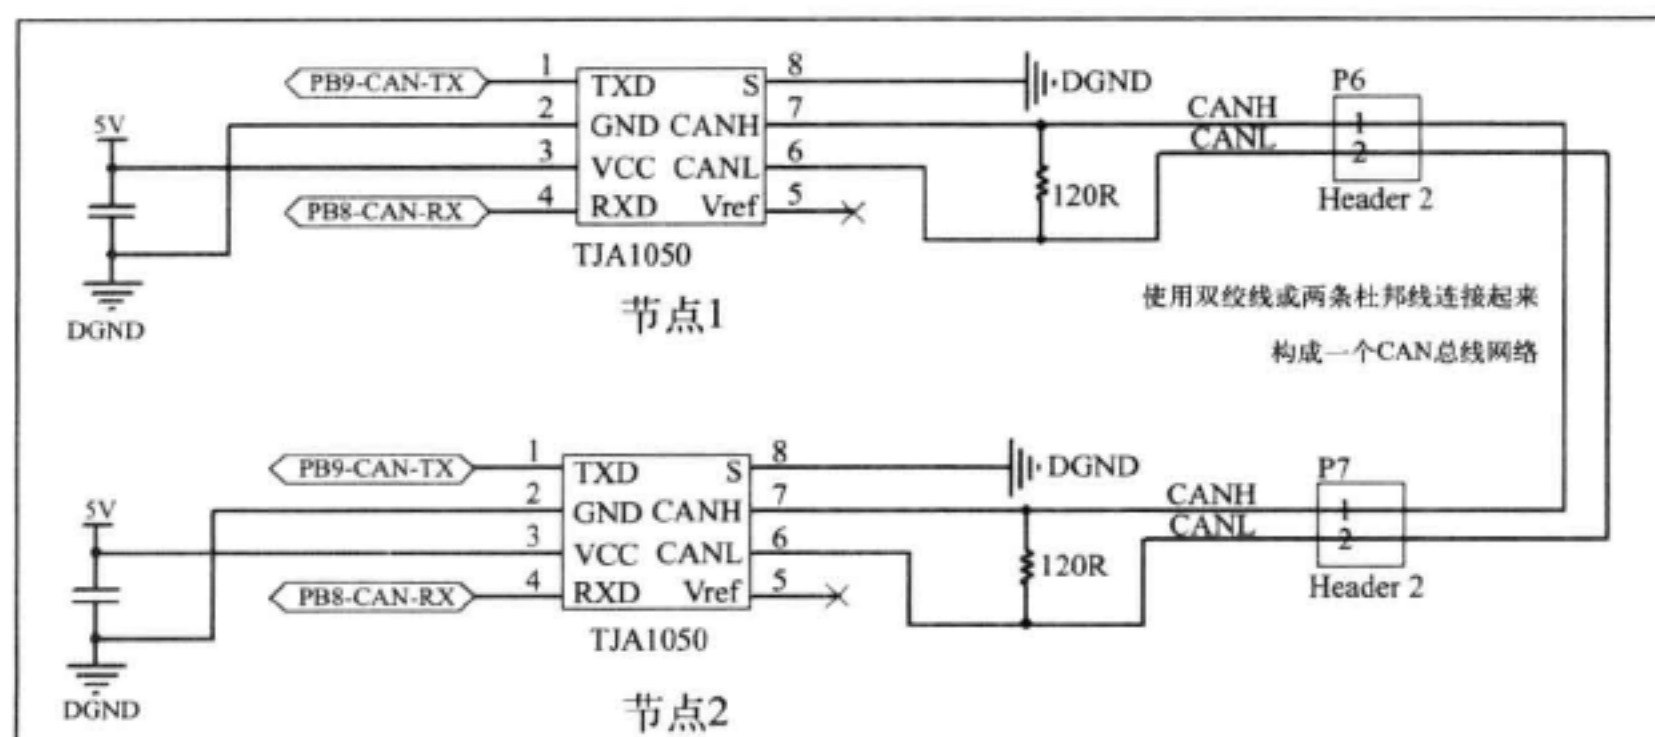 PB9-CAN-TX 1 TXD S 8 DGND
5V 2 GND CANH 7 CANH 1 P6
3 VCC CANL 6 CANL 2
PB8-CAN-RX 4 RXD Vref 5 120R Header 2
TJA1050
DGND
节点1
使用双绞线或两条杜邦线连接起来
构成一个CAN总线网络
PB9-CAN-TX 1 TXD S 8 DGND
5V 2 GND CANH 7 CANH 1 P7
3 VCC CANL 6 CANL 2
PB8-CAN-RX 4 RXD Vref 5 120R Header 2
TJA1050
DGND
节点2